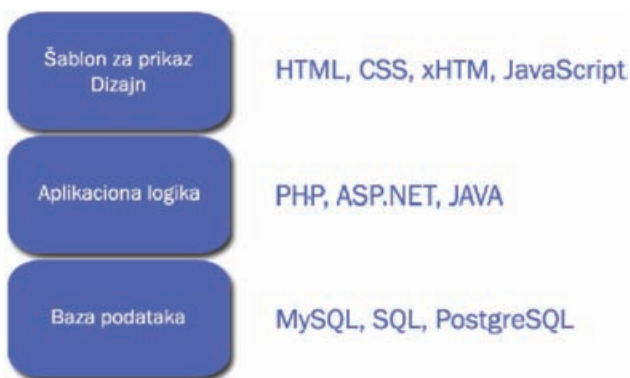 Šablon za prikaz
Dizajn
HTML, CSS, xHTM, JavaScript
Aplikaciona logika
PHP, ASP.NET, JAVA
Baza podataka
MySQL, SQL, PostgreSQL